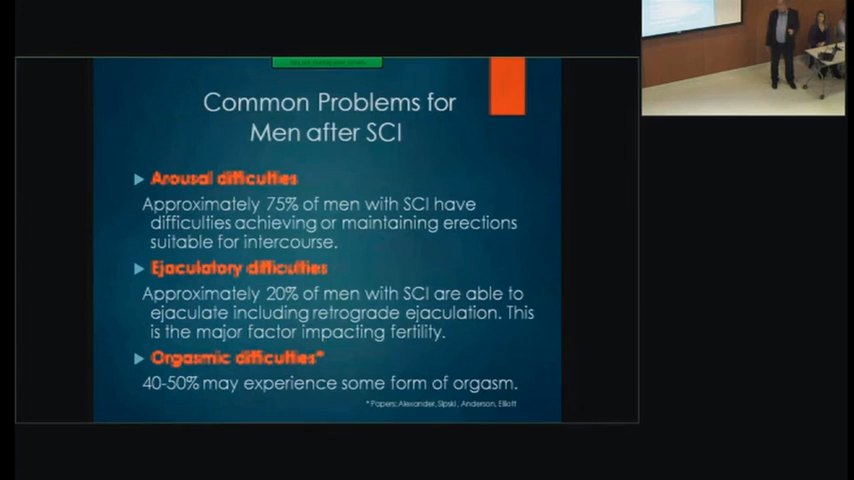 Common Problems for
Men after SCI
Arousal difficulties
Approximately 75% of men with SCI have
difficulties achieving or maintaining erections
suitable for intercourse.
Ejaculatory difficulties
Approximately 20% of men with SCI are able to
ejaculate including retrograde ejaculation. This
is the major factor impacting fertility.
Orgasmic difficulties*
40-50% may experience some form of orgasm.
* Papers: Alexander, Sipski, Anderson, Elliott